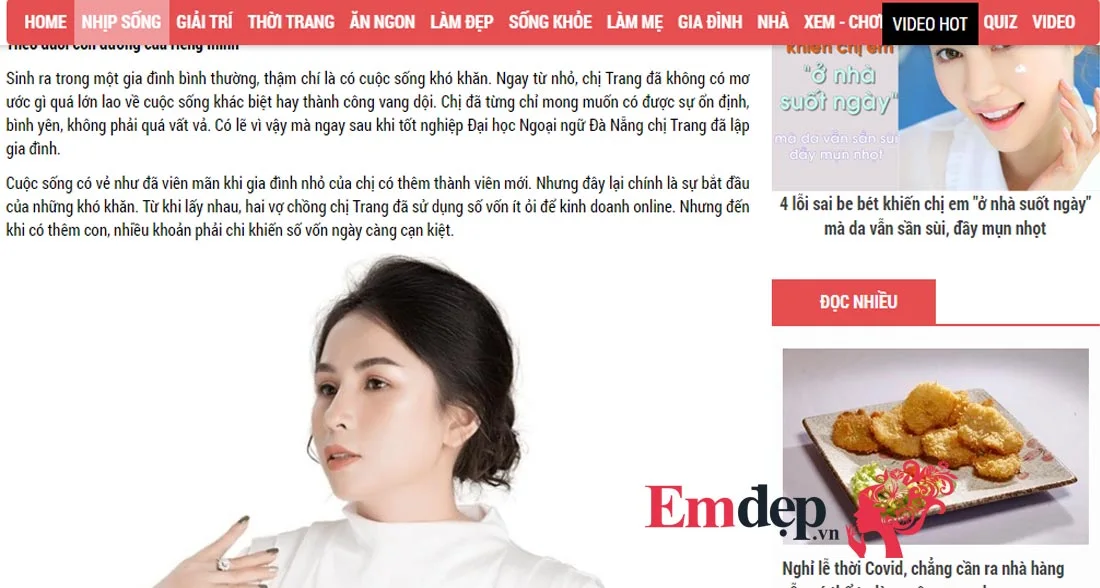 HOME NHỊP SỐNG GIẢI TRÍ THỜI TRANG ĂN NGON LÀM ĐẸP SỐNG KHỎE LÀM MẸ GIA ĐÌNH NHÀ XEM - CHƠI VIDEO HOT QUIZ VIDEO
Theo đuổi con đường của riêng mình
Sinh ra trong một gia đình bình thường, thậm chí là có cuộc sống khó khăn. Ngay từ nhỏ, chị Trang đã không có mơ
ước gì quá lớn lao về cuộc sống khác biệt hay thành công vang dội. Chị đã từng chỉ mong muốn có được sự ổn định,
bình yên, không phải quá vất vả. Có lẽ vì vậy mà ngay sau khi tốt nghiệp Đại học Ngoại ngữ Đà Nẵng chị Trang đã lập
gia đình.
Cuộc sống có vẻ như đã viên mãn khi gia đình nhỏ của chị có thêm thành viên mới. Nhưng đây lại chính là sự bắt đầu
của những khó khăn. Từ khi lấy nhau, hai vợ chồng chị Trang đã sử dụng số vốn ít ỏi để kinh doanh online. Nhưng đến
khi có thêm con, nhiều khoản phải chi khiến số vốn ngày càng cạn kiệt.
khiến chị em
"ở nhà
suốt ngày"
mà da vẫn sần sùi
đầy mụn nhọt
4 lỗi sai be bét khiến chị em "ở nhà suốt ngày"
mà da vẫn sần sùi, đầy mụn nhọt
ĐỌC NHIỀU
Emdẹp.vn
Nghỉ lễ thời Covid, chẳng cần ra nhà hàng